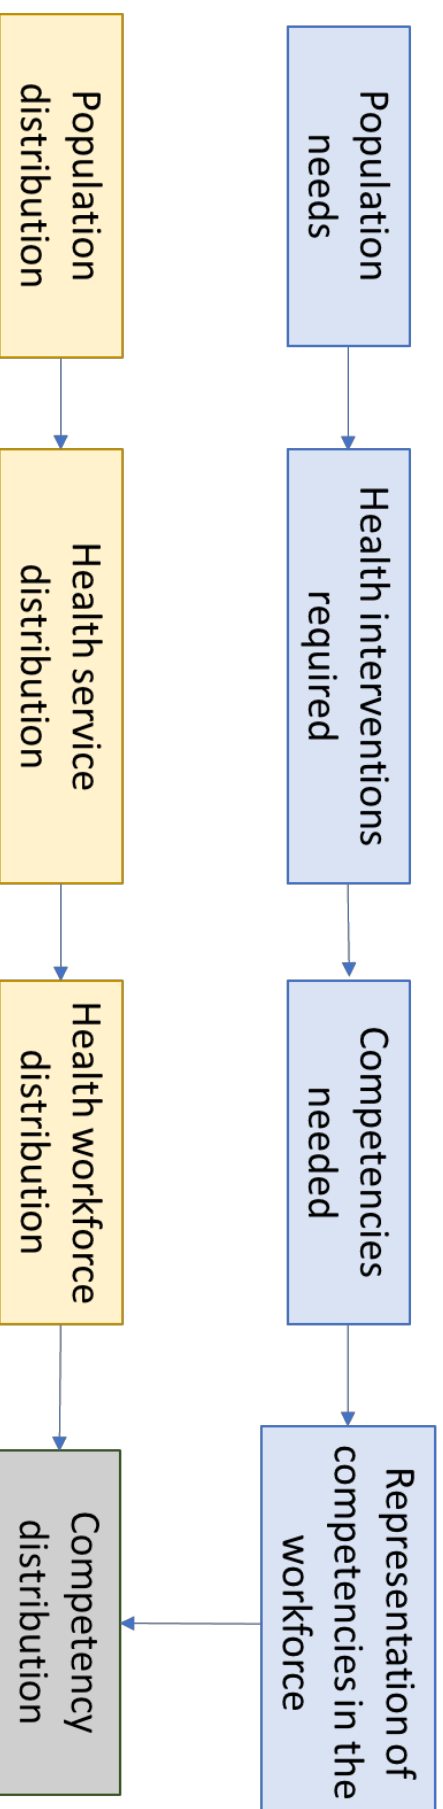 Population
needs
Health interventions
required
Competencies
needed
Representation of
competencies in the
workforce
Population
distribution
Health service
distribution
Health workforce
distribution
Competency
distribution